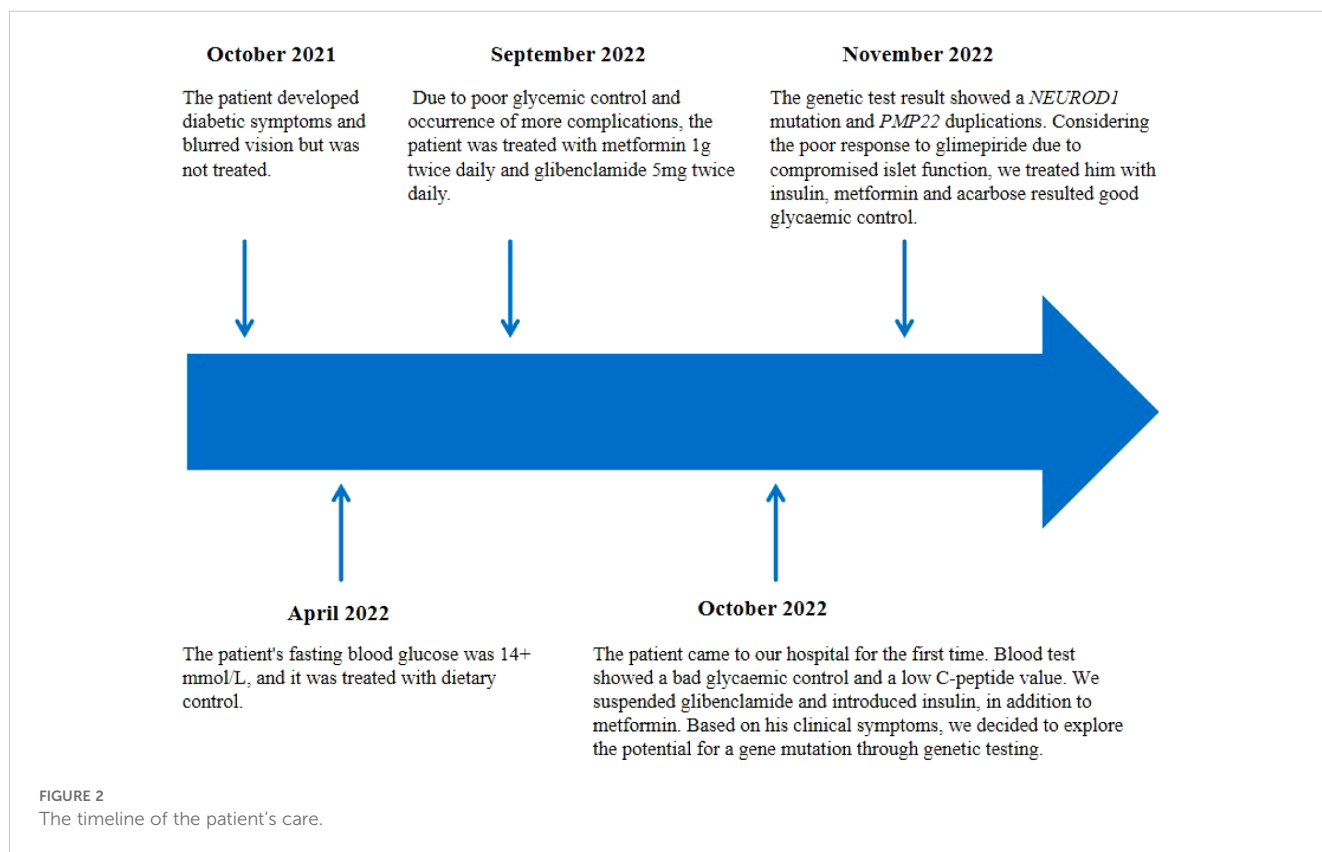 October 2021
The patient developed
diabetic symptoms and
blurred vision but was
not treated.
September 2022
Due to poor glycemic control and
occurrence of more complications, the
patient was treated with metformin 1g
twice daily and glibenclamide 5mg twice
daily.
November 2022
The genetic test result showed a NEUROD1
mutation and PMP22 duplications. Considering
the poor response to glimepiride due to
compromised islet function, we treated him with
insulin, metformin and acarbose resulted good
glycaemic control.
April 2022
The patient's fasting blood glucose was 14+
mmol/L, and it was treated with dietary
control.
October 2022
The patient came to our hospital for the first time. Blood test
showed a bad glycaemic control and a low C-peptide value. We
suspended glibenclamide and introduced insulin, in addition to
metformin. Based on his clinical symptoms, we decided to explore
the potential for a gene mutation through genetic testing.
FIGURE 2
The timeline of the patient's care.